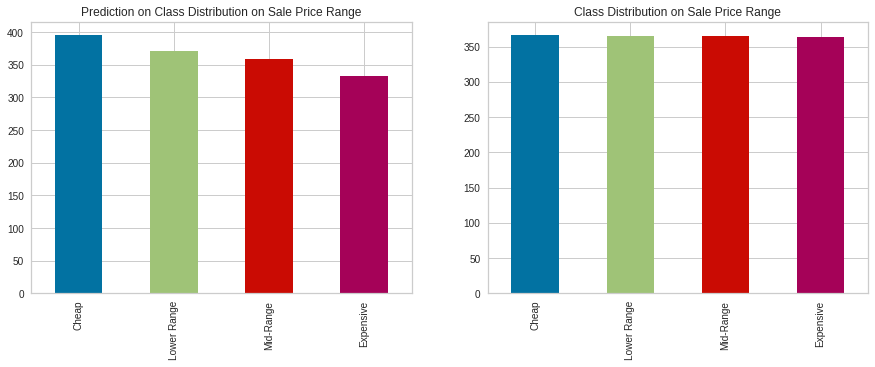 Prediction on Class Distribution on Sale Price Range
400
350
300
250
200
150
100
50
0
Cheap
Lower Range
Mid-Range
Expensive
Class Distribution on Sale Price Range
350
300
250
200
150
100
50
0
Cheap
Lower Range
Mid-Range
Expensive